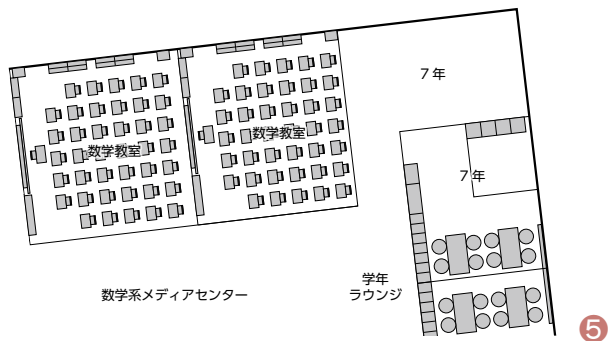 7年
数学教室
数学教室
7年
学年
ラウンジ
数学系メディアセンター
5